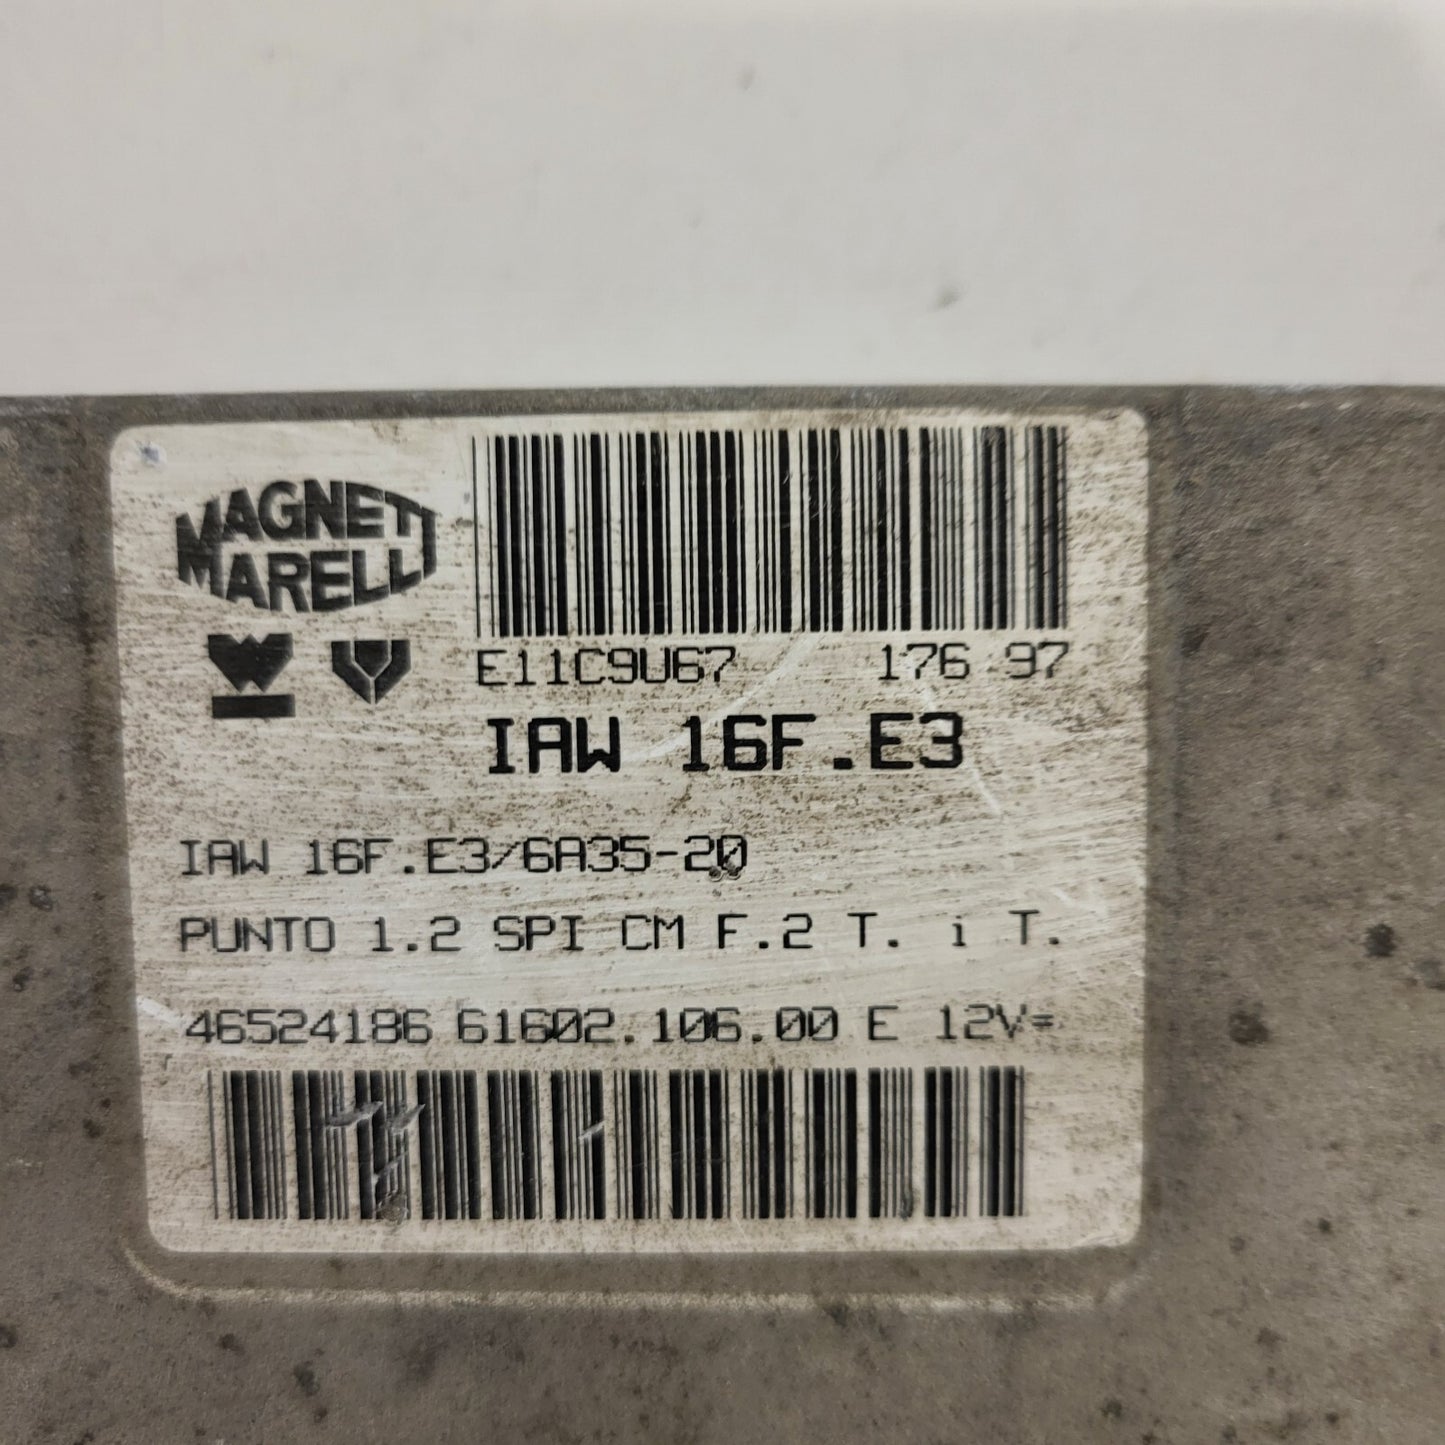 MAGNETI
MARELLI
E11C9U67 176 97
IAW 16F.E3
IAW 16F.E3/6A35-20
PUNTO 1.2 SPI CM F.2 T. i T.
46524186 61602.106.00 E 12V=